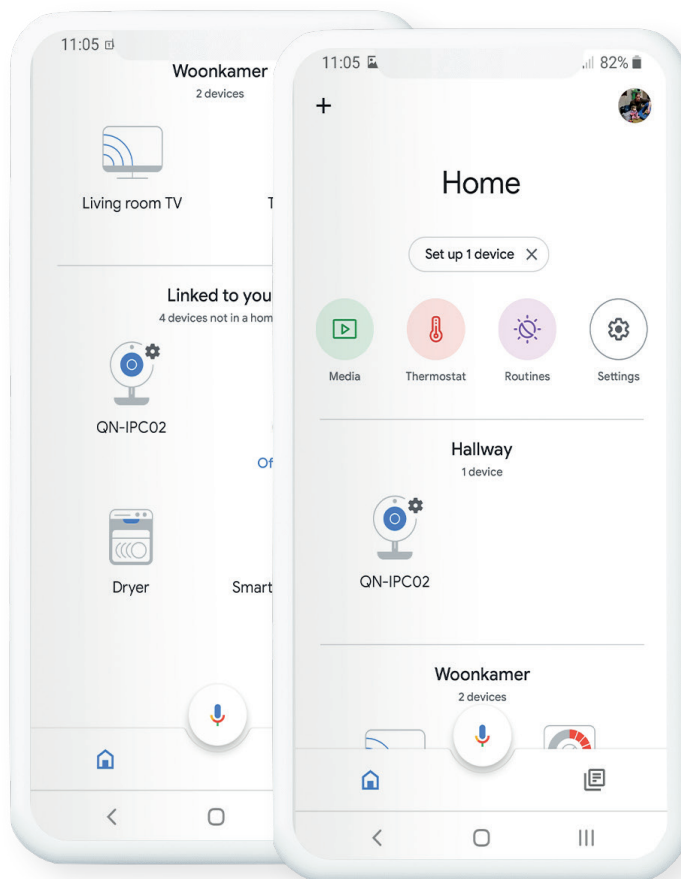 11:05
Woonkamer
2 devices
Living room TV
T
Linked to you
4 devices not in a hom
QN-IPC02
Of
Dryer
Smart
11:05
82%
+
Home
Set up 1 device ×
Media
Thermostat
Routines
Settings
Hallway
1 device
QN-IPC02
Woonkamer
2 devices